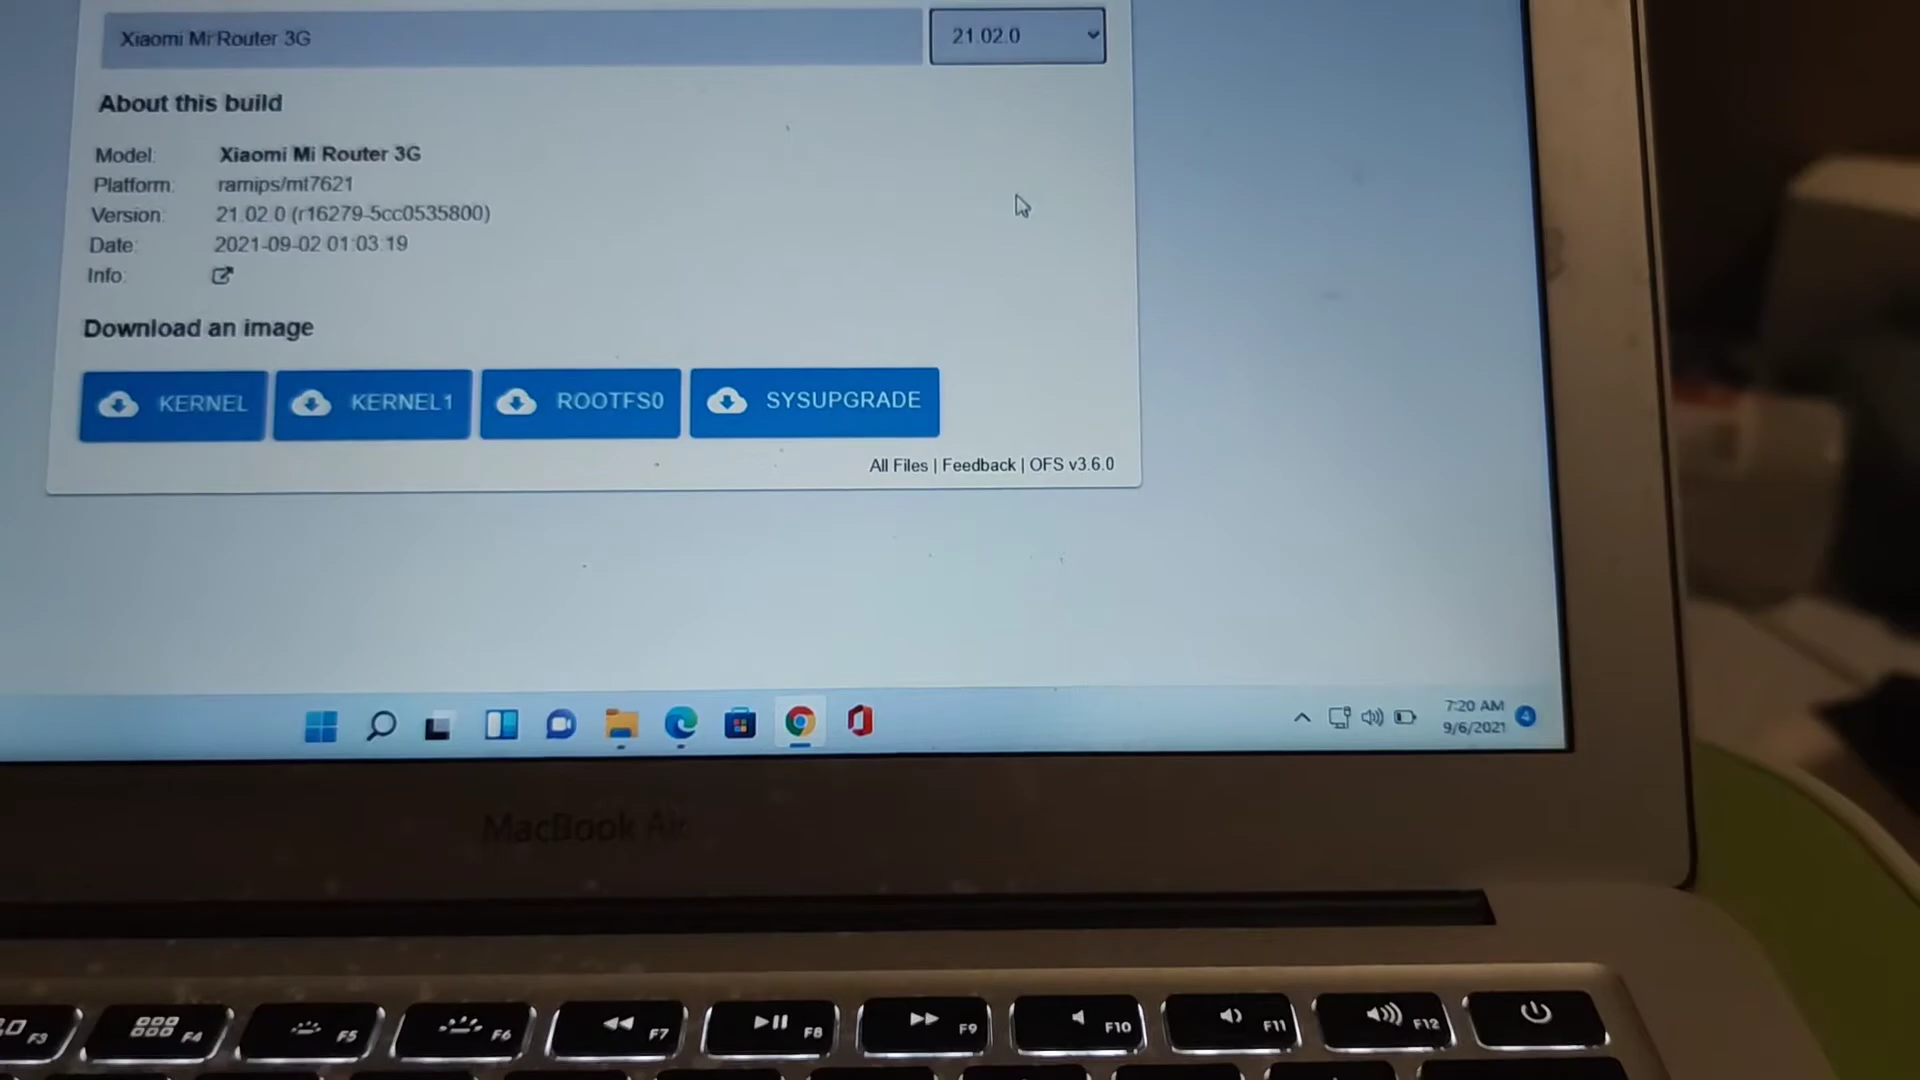 Xiaomi Mi Router 3G
21.02.0
About this build
Model: Xiaomi Mi Router 3G
Platform: ramips/mt7621
Version: 21.02.0 (r16279-5cc0535800)
Date: 2021-09-02 01:03:19
Info:
Download an image
KERNEL KERNEL1 ROOTFS0 SYSUPGRADE
All Files | Feedback | OFS v3.6.0
7:20 AM
9/6/2021
4
MacBook Air
F3 F4 F5 F6 F7 F8 F9 F10 F11 F12